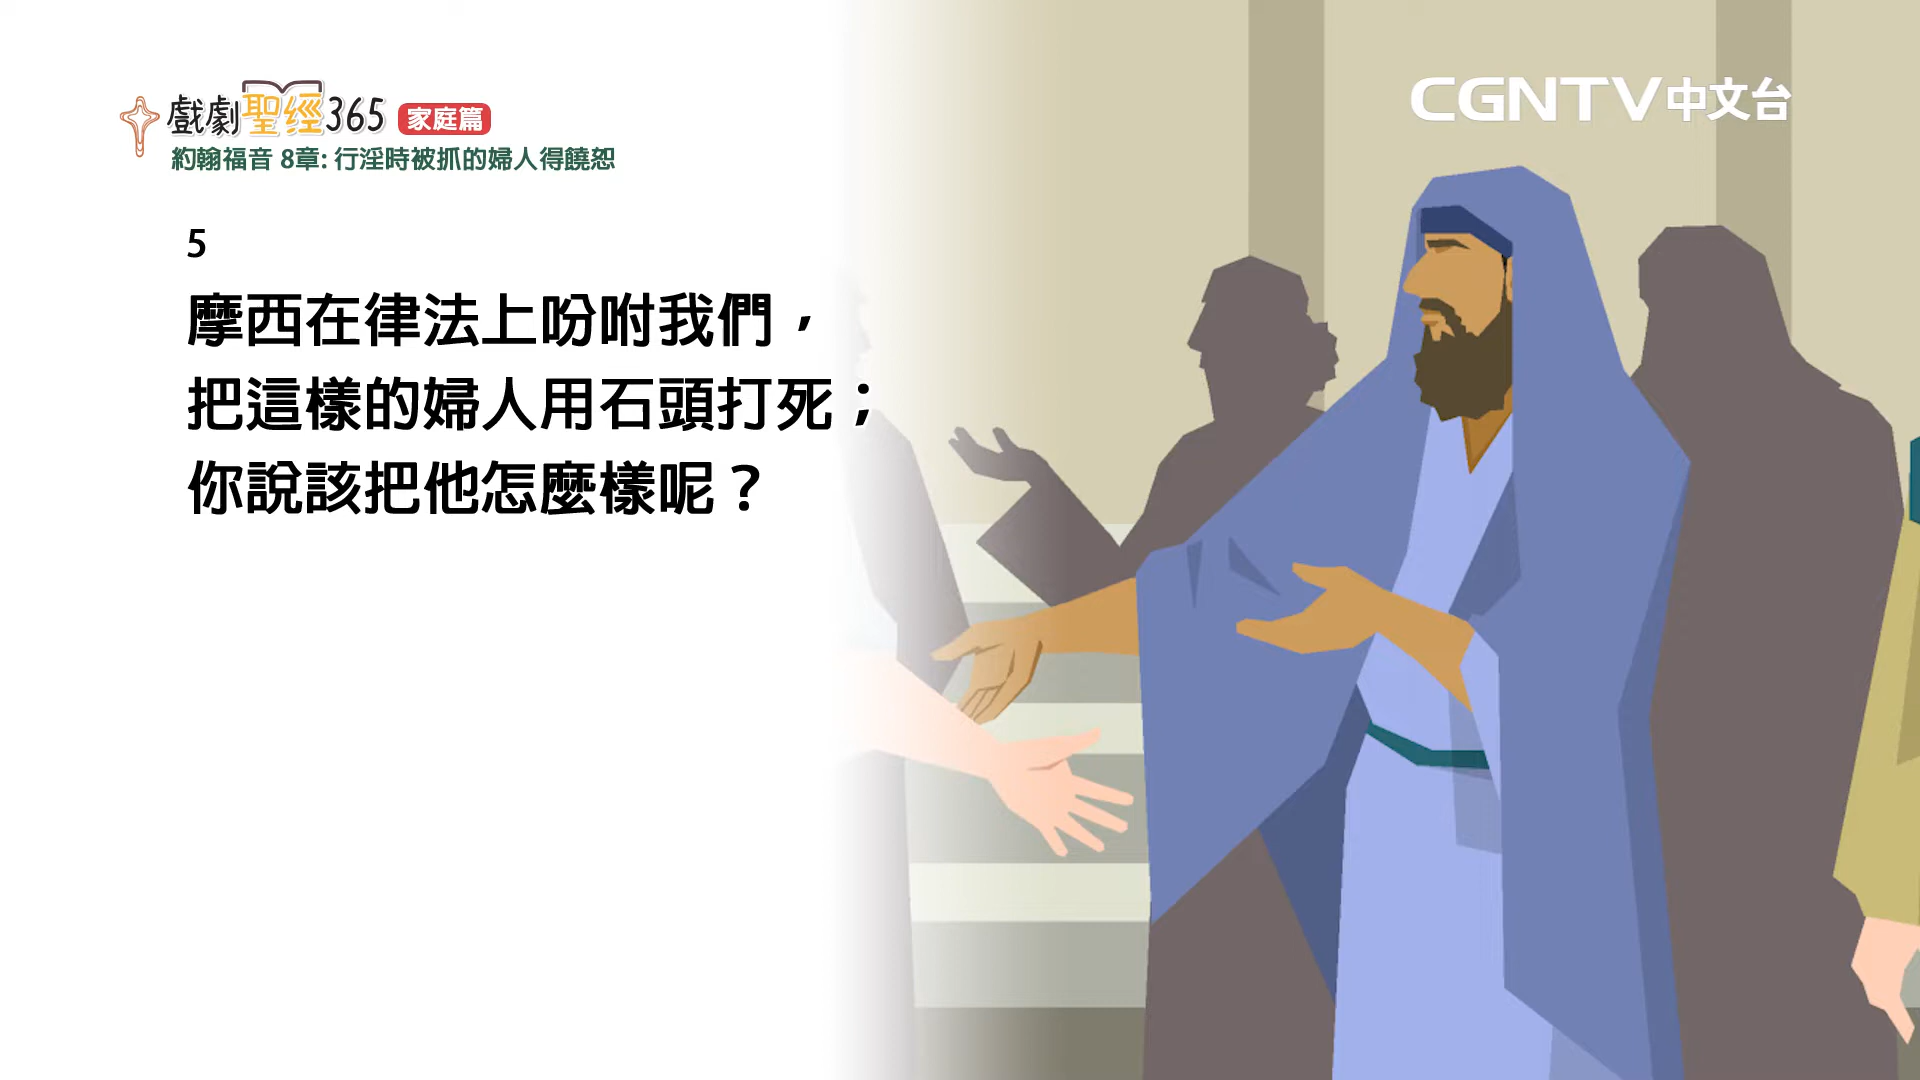 戲劇聖經365 家庭篇
CGNTV中文台
約翰福音 8章: 行淫時被抓的婦人得饒恕
5
摩西在律法上吩咐我們，
把這樣的婦人用石頭打死；
你說該把他怎麼樣呢？